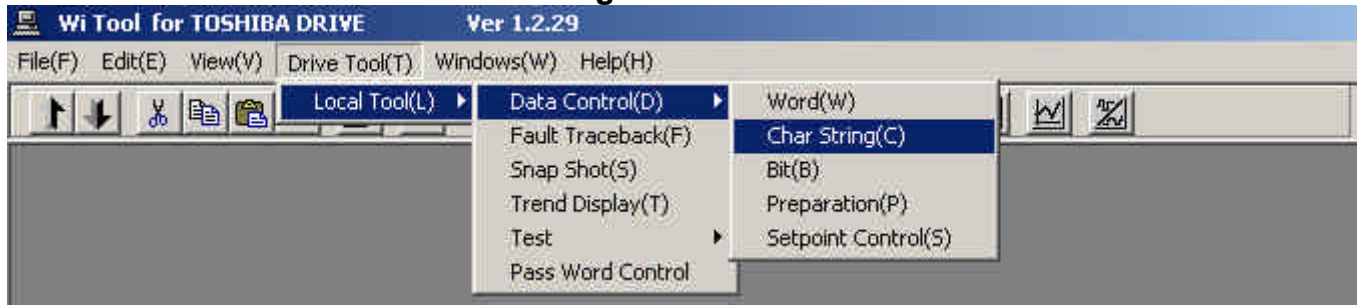 Wi Tool for TOSHIBA DRIVE Ver 1.2.29
File(F) Edit(E) View(V) Drive Tool(T) Windows(W) Help(H)
Local Tool(L)
Data Control(D)
Fault Traceback(F)
Snap Shot(S)
Trend Display(T)
Test
Pass Word Control
Word(W)
Char String(C)
Bit(B)
Preparation(P)
Setpoint Control(S)